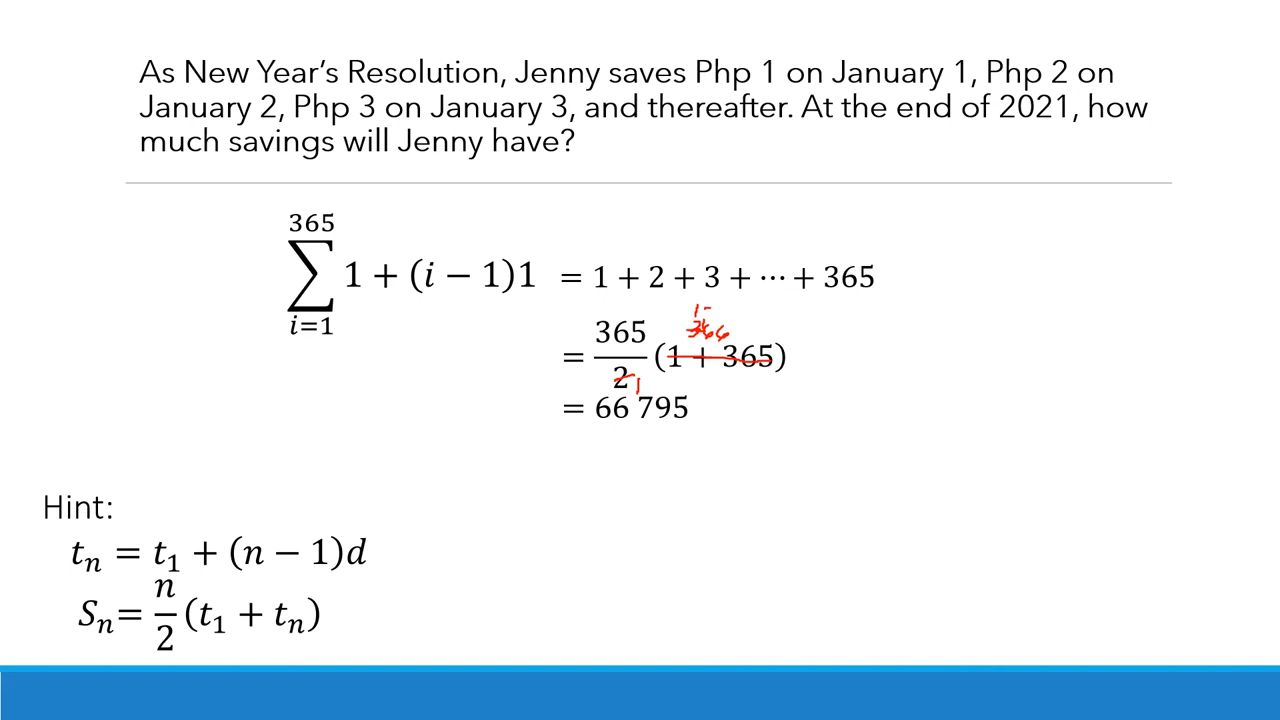 As New Year's Resolution, Jenny saves Php 1 on January 1, Php 2 on
January 2, Php 3 on January 3, and thereafter. At the end of 2021, how
much savings will Jenny have?
365
∑ 1 + (i − 1)1 = 1 + 2 + 3 + ⋯ + 365
i=1
366
= 365/2 (1 + 365)
1
= 66 795
Hint:
tₙ = t₁ + (n − 1)d
Sₙ= n/2 (t₁ + tₙ)